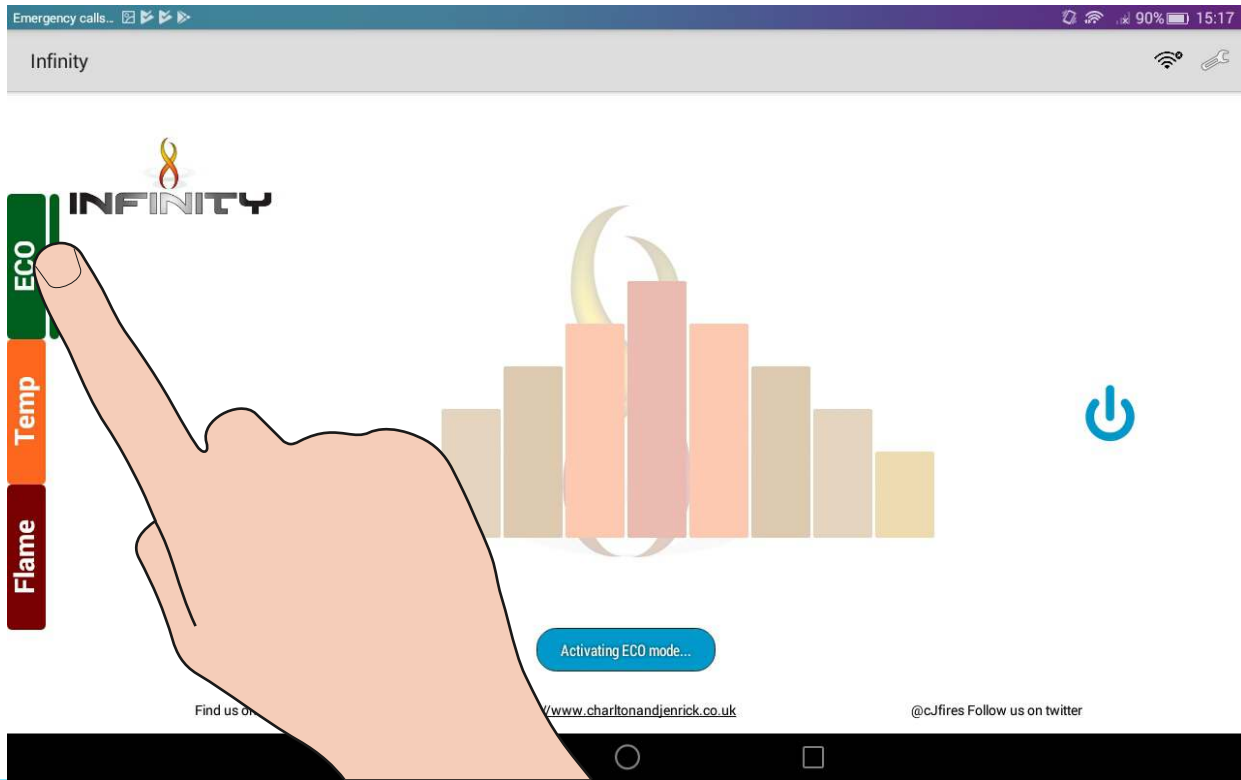 Emergency calls...
90% 15:17
Infinity
INFINITY
ECO
Temp
Flame
Activating ECO mode...
Find us on
/www.charltonandjenrick.co.uk
@cJfires Follow us on twitter